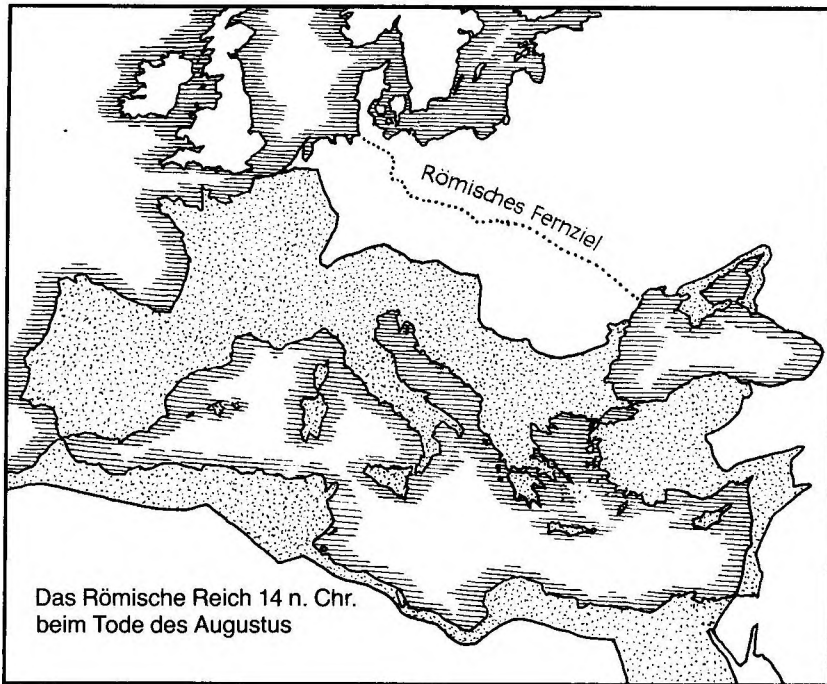 Römisches Fernziel
Das Römische Reich 14 n. Chr.
beim Tode des Augustus